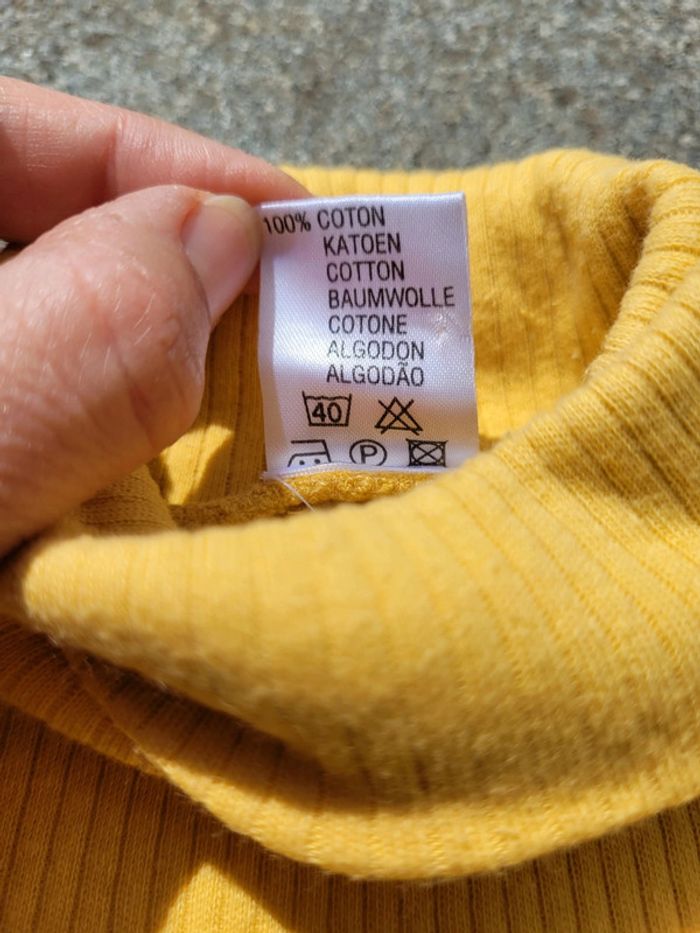 100% COTON
KATOEN
COTTON
BAUMWOLLE
COTONE
ALGODON
ALGODÃO
40
P